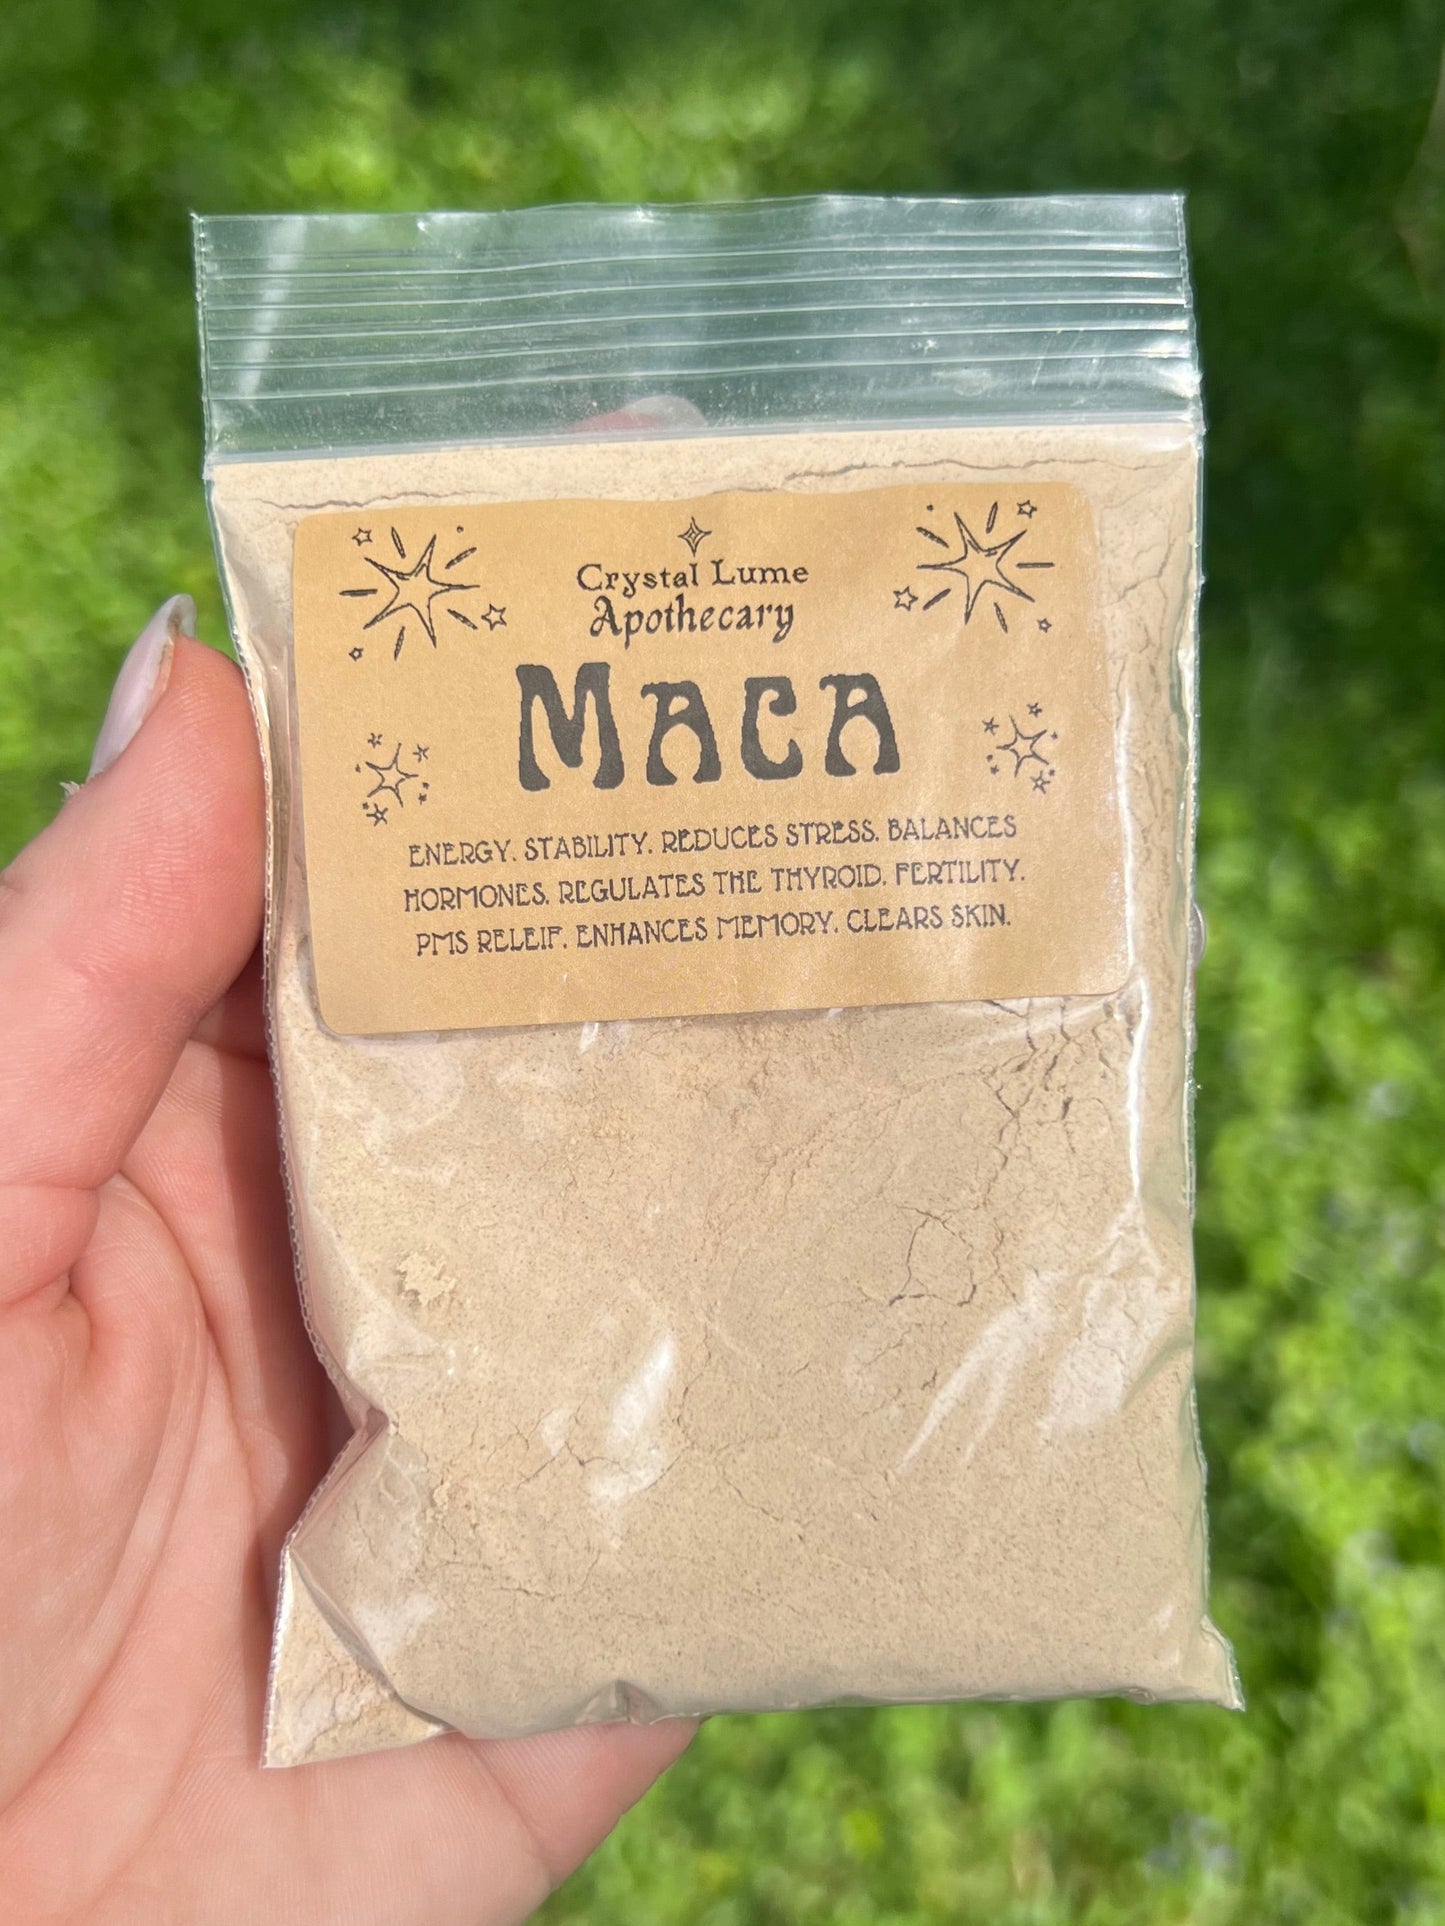 Crystal Lume
Apothecary
MACA
ENERGY. STABILITY. REDUCES STRESS. BALANCES
HORMONES. REGULATES THE THYROID. FERTILITY.
PMS RELEIF. ENHANCES MEMORY. CLEARS SKIN.